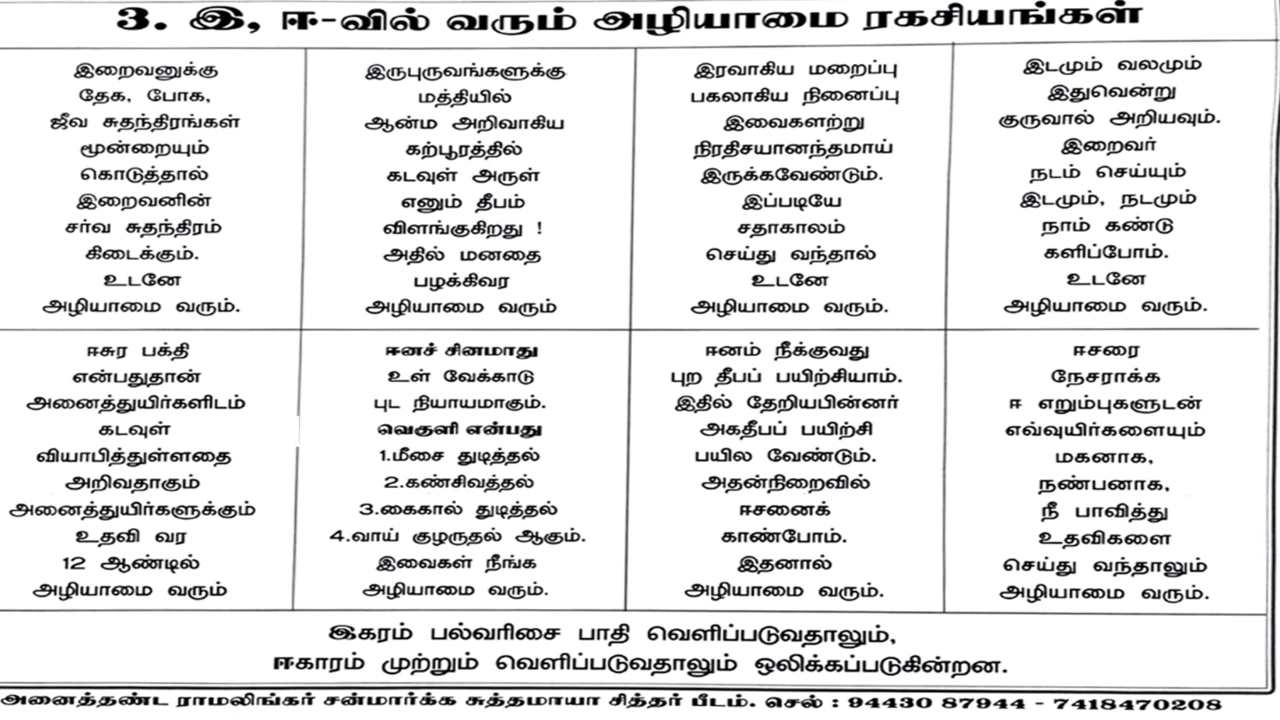 3. இ, ஈ-வில் வரும் அழியாமை ரகசியங்கள்
இறைவனுக்கு
தேக, போக,
ஜீவ சுதந்திரங்கள்
மூன்றையும்
கொடுத்தால்
இறைவனின்
சர்வ சுதந்திரம்
கிடைக்கும்.
உடனே
அழியாமை வரும்.
இருபுருவங்களுக்கு
மத்தியில்
ஆன்ம அறிவாகிய
கற்பூரத்தில்
கடவுள் அருள்
எனும் தீபம்
விளங்குகிறது !
அதில் மனதை
பழக்கிவர
அழியாமை வரும்
இரவாகிய மறைப்பு
பகலாகிய நினைப்பு
இவைகளற்று
நிரதிசயானந்தமாய்
இருக்கவேண்டும்.
இப்படியே
சதாகாலம்
செய்து வந்தால்
உடனே
அழியாமை வரும்.
இடமும் வலமும்
இதுவென்று
குருவால் அறியவும்.
இறைவர்
நடம் செய்யும்
இடமும், நடமும்
நாம் கண்டு
களிப்போம்.
உடனே
அழியாமை வரும்.
ஈசுர பக்தி
என்பதுதான்
அனைத்துயிர்களிடம்
கடவுள்
வியாபித்துள்ளதை
அறிவதாகும்
அனைத்துயிர்களுக்கும்
உதவி வர
12 ஆண்டில்
அழியாமை வரும்
ஈனச் சினமாது
உள் வேக்காடு
புட நியாயமாகும்.
வெகுளி என்பது
1.மீசை துடித்தல்
2.கண்சிவத்தல்
3.கைகால் துடித்தல்
4.வாய் குழருதல் ஆகும்.
இவைகள் நீங்க
அழியாமை வரும்.
ஈனம் நீக்குவது
புற தீபப் பயிற்சியாம்.
இதில் தேறியபின்னர்
அகதீபப் பயிற்சி
பயில வேண்டும்.
அதன்நிறைவில்
ஈசனைக்
காண்போம்.
இதனால்
அழியாமை வரும்.
ஈசரை
நேசராக்க
ஈ எறும்புகளுடன்
எவ்வுயிர்களையும்
மகனாக,
நண்பனாக,
நீ பாவித்து
உதவிகளை
செய்து வந்தாலும்
அழியாமை வரும்.
இகரம் பல்வரிசை பாதி வெளிப்படுவதாலும்,
ஈகாரம் முற்றும் வெளிப்படுவதாலும் ஒலிக்கப்படுகின்றன.
அனைத்தண்ட ராமலிங்கர் சன்மார்க்க சுத்தமாயா சித்தர் பீடம். செல் : 94430 87944 - 7418470208